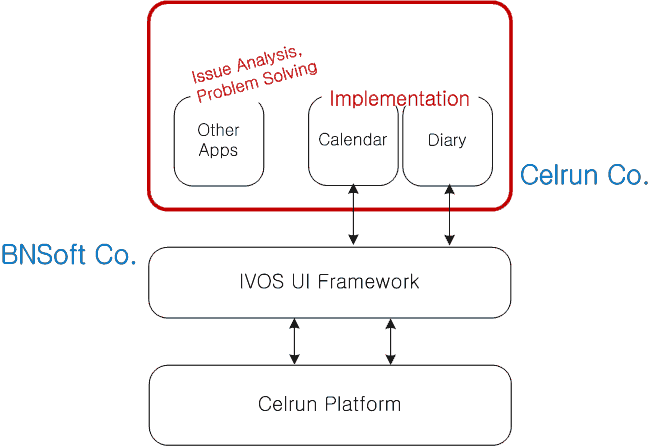 Issue Analysis,
Problem Solving
Implementation
Other
Apps
Calendar
Diary
Celrun Co.
BNSoft Co.
IVOS UI Framework
Celrun Platform